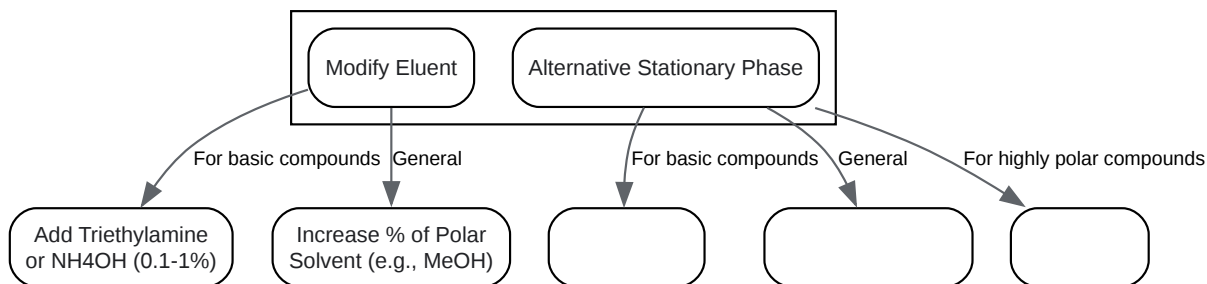 Modify Eluent
Alternative Stationary Phase
For basic compounds
General
For basic compounds
General
For highly polar compounds
Add Triethylamine
or NH4OH (0.1-1%)
Increase % of Polar
Solvent (e.g., MeOH)